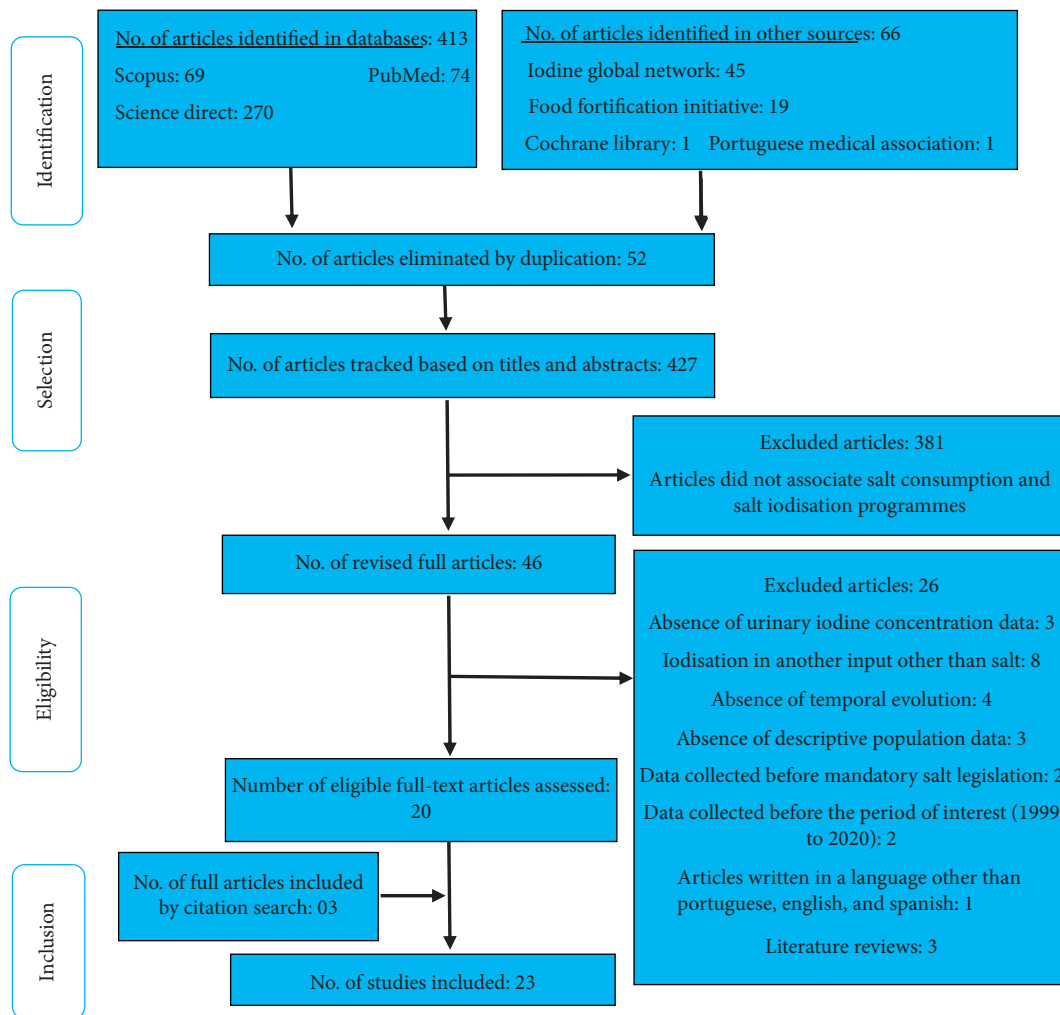 Identification
No. of articles identified in databases: 413
Scopus: 69 PubMed: 74
Science direct: 270
No. of articles identified in other sources: 66
Iodine global network: 45
Food fortification initiative: 19
Cochrane library: 1 Portuguese medical association: 1
No. of articles eliminated by duplication: 52
Selection
No. of articles tracked based on titles and abstracts: 427
Excluded articles: 381
Articles did not associate salt consumption and
salt iodisation programmes
Eligibility
No. of revised full articles: 46
Excluded articles: 26
Absence of urinary iodine concentration data: 3
Iodisation in another input other than salt: 8
Absence of temporal evolution: 4
Absence of descriptive population data: 3
Data collected before mandatory salt legislation: 2
Data collected before the period of interest (1999
to 2020): 2
Articles written in a language other than
portuguese, english, and spanish: 1
Literature reviews: 3
Number of eligible full-text articles assessed:
20
Inclusion
No. of full articles included
by citation search: 03
No. of studies included: 23